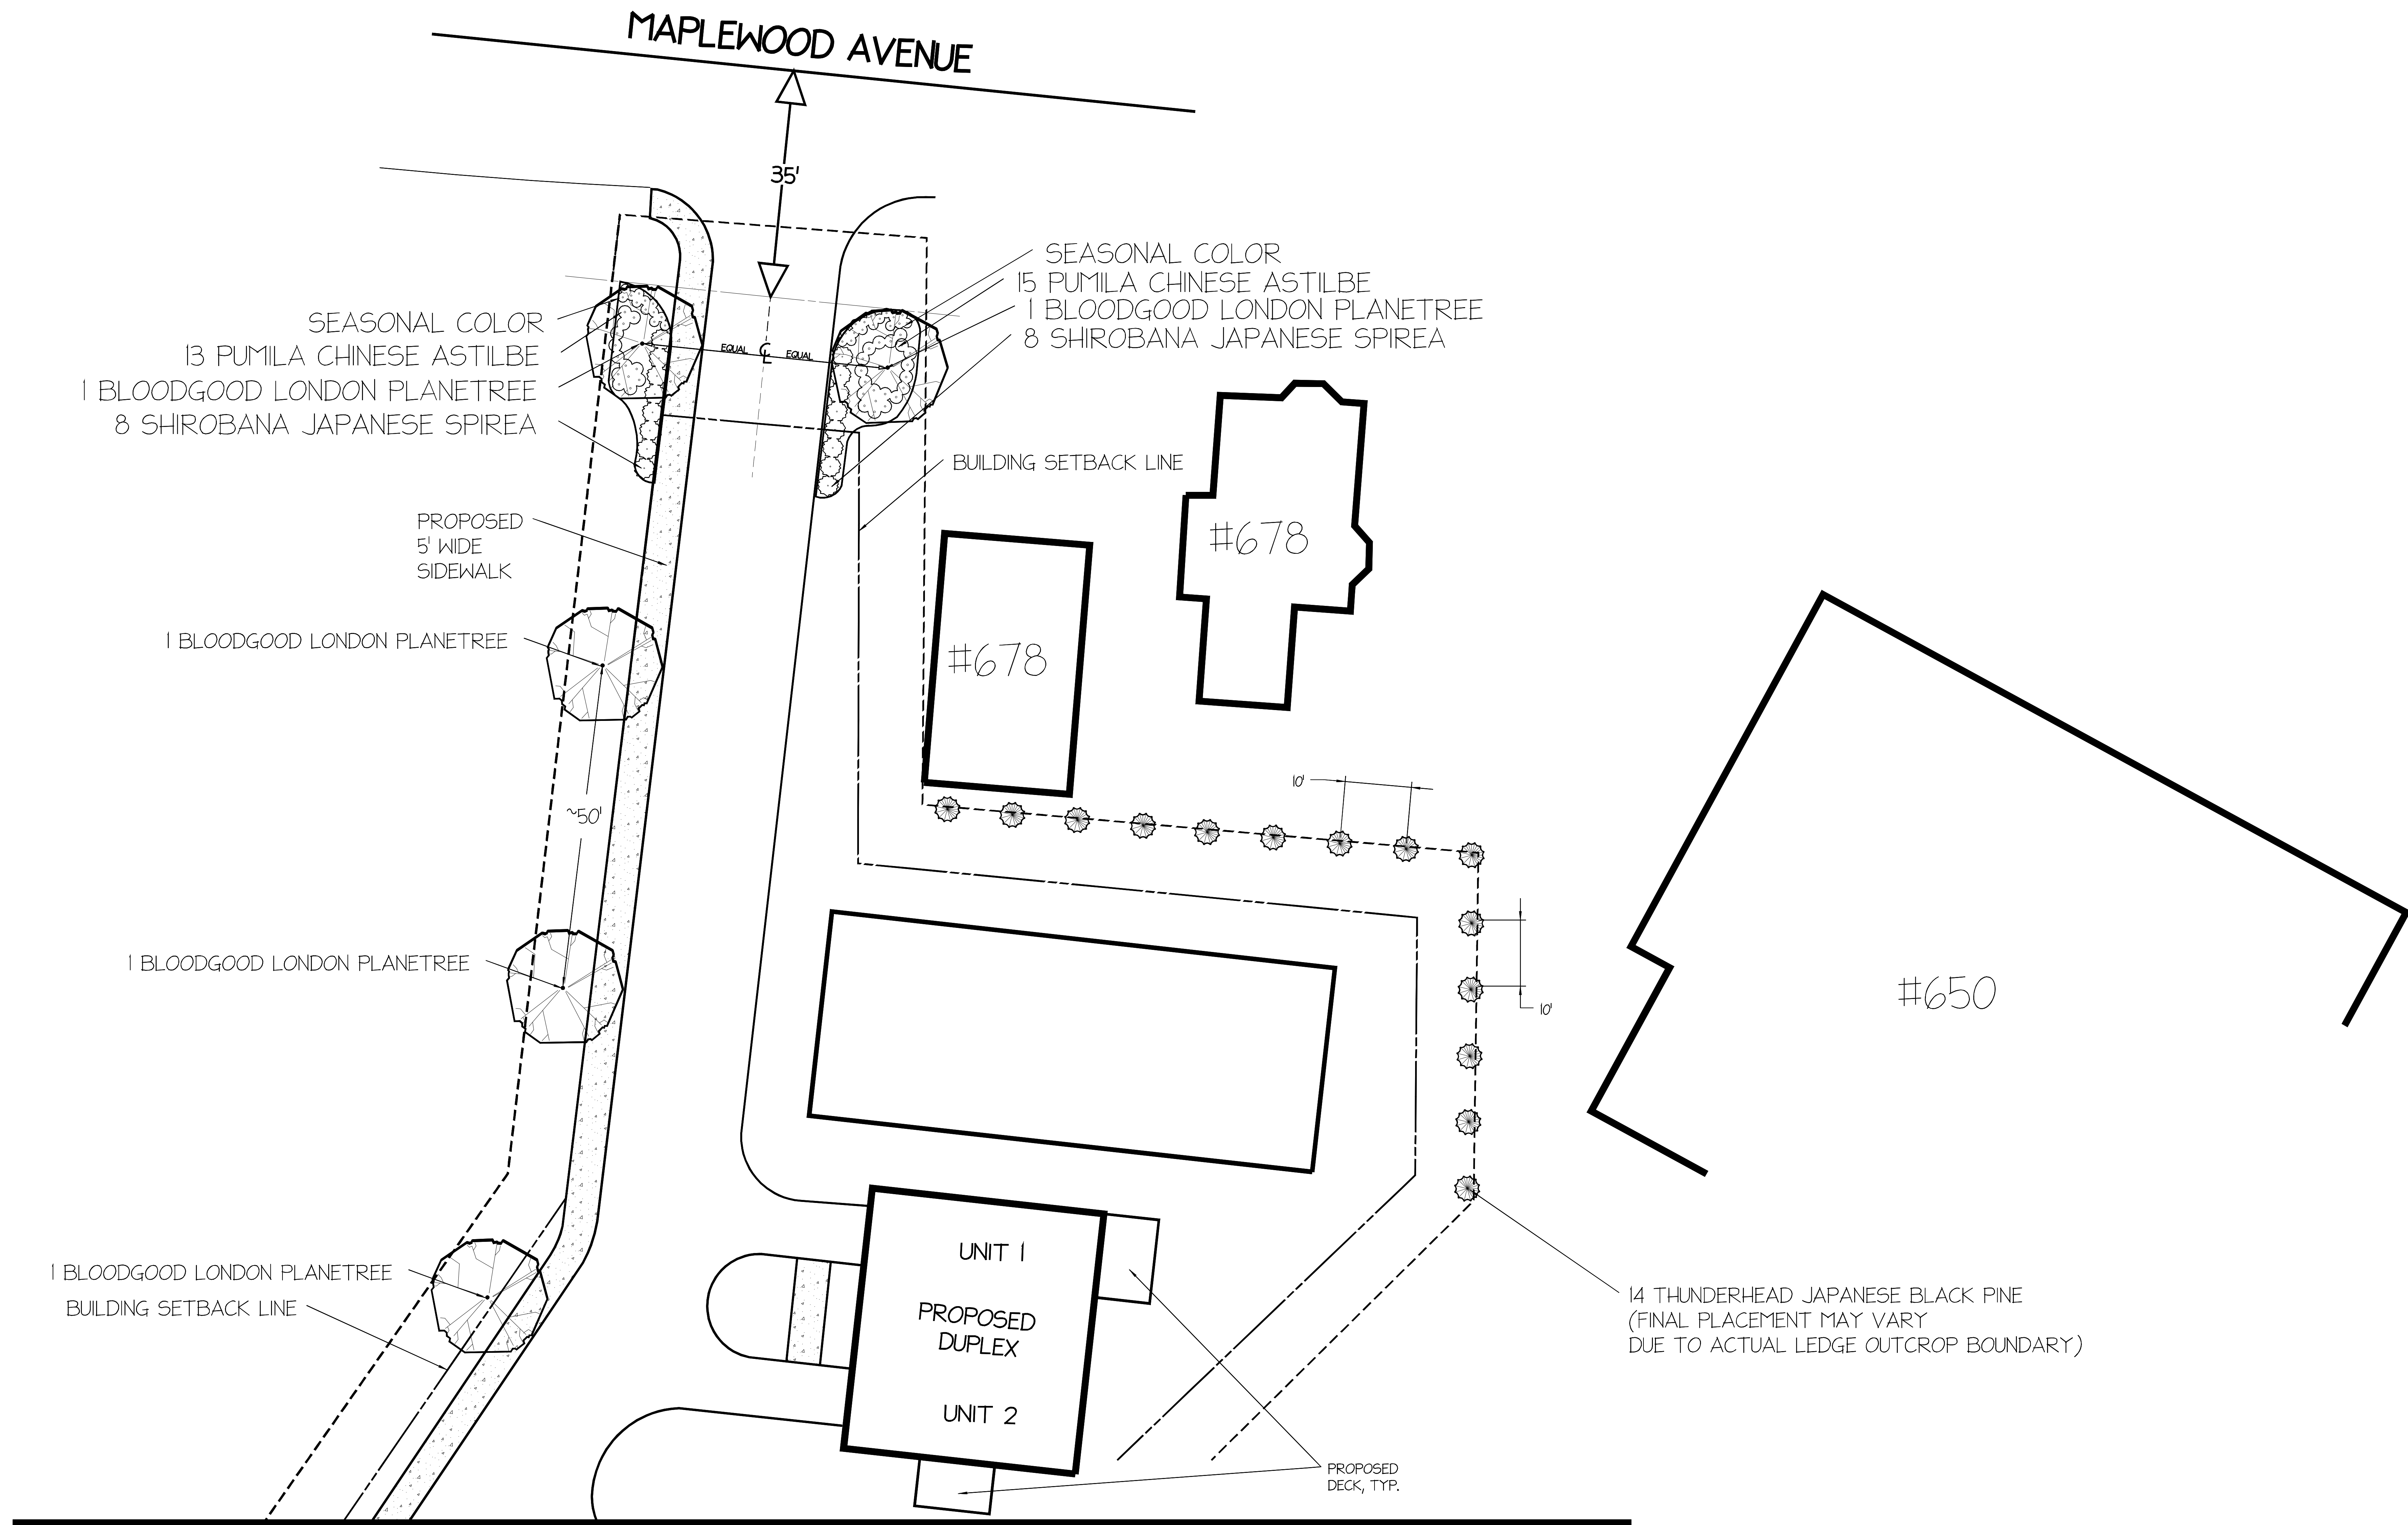 MAPLEWOOD AVENUE
35'
SEASONAL COLOR
13 PUMILA CHINESE ASTILBE
1 BLOODGOOD LONDON PLANETREE
8 SHIROBANA JAPANESE SPIREA
EQUAL ℄ EQUAL
SEASONAL COLOR
15 PUMILA CHINESE ASTILBE
1 BLOODGOOD LONDON PLANETREE
8 SHIROBANA JAPANESE SPIREA
BUILDING SETBACK LINE
PROPOSED
5' WIDE
SIDEWALK
#678
#678
1 BLOODGOOD LONDON PLANETREE
~50'
10'
1 BLOODGOOD LONDON PLANETREE
#650
10'
1 BLOODGOOD LONDON PLANETREE
BUILDING SETBACK LINE
UNIT 1
PROPOSED
DUPLEX
UNIT 2
14 THUNDERHEAD JAPANESE BLACK PINE
(FINAL PLACEMENT MAY VARY
DUE TO ACTUAL LEDGE OUTCROP BOUNDARY)
PROPOSED
DECK, TYP.